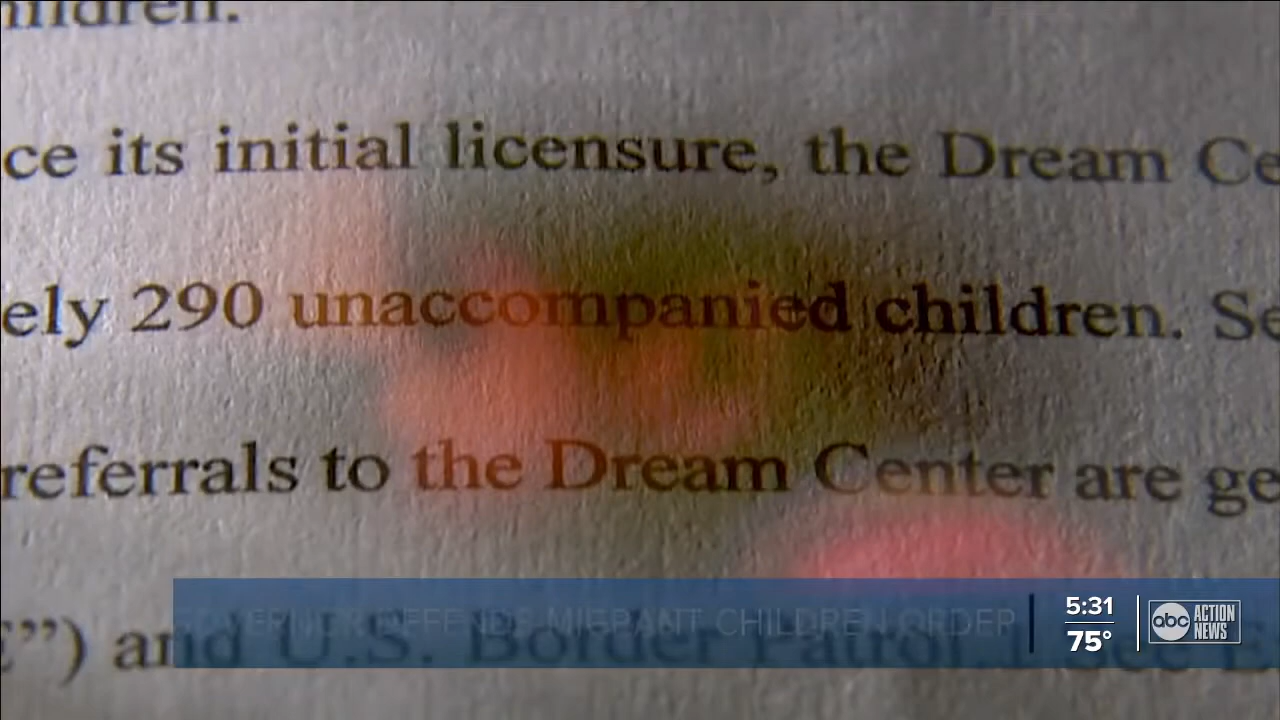 hildren.
ce its initial licensure, the Dream Ce
ely 290 unaccompanied children. Se
referrals to the Dream Center are ge
E”) and U.S. Border Patrol.
DEFENDS MIGRANT CHILDREN ORDER
5:31
75°
abc ACTION NEWS